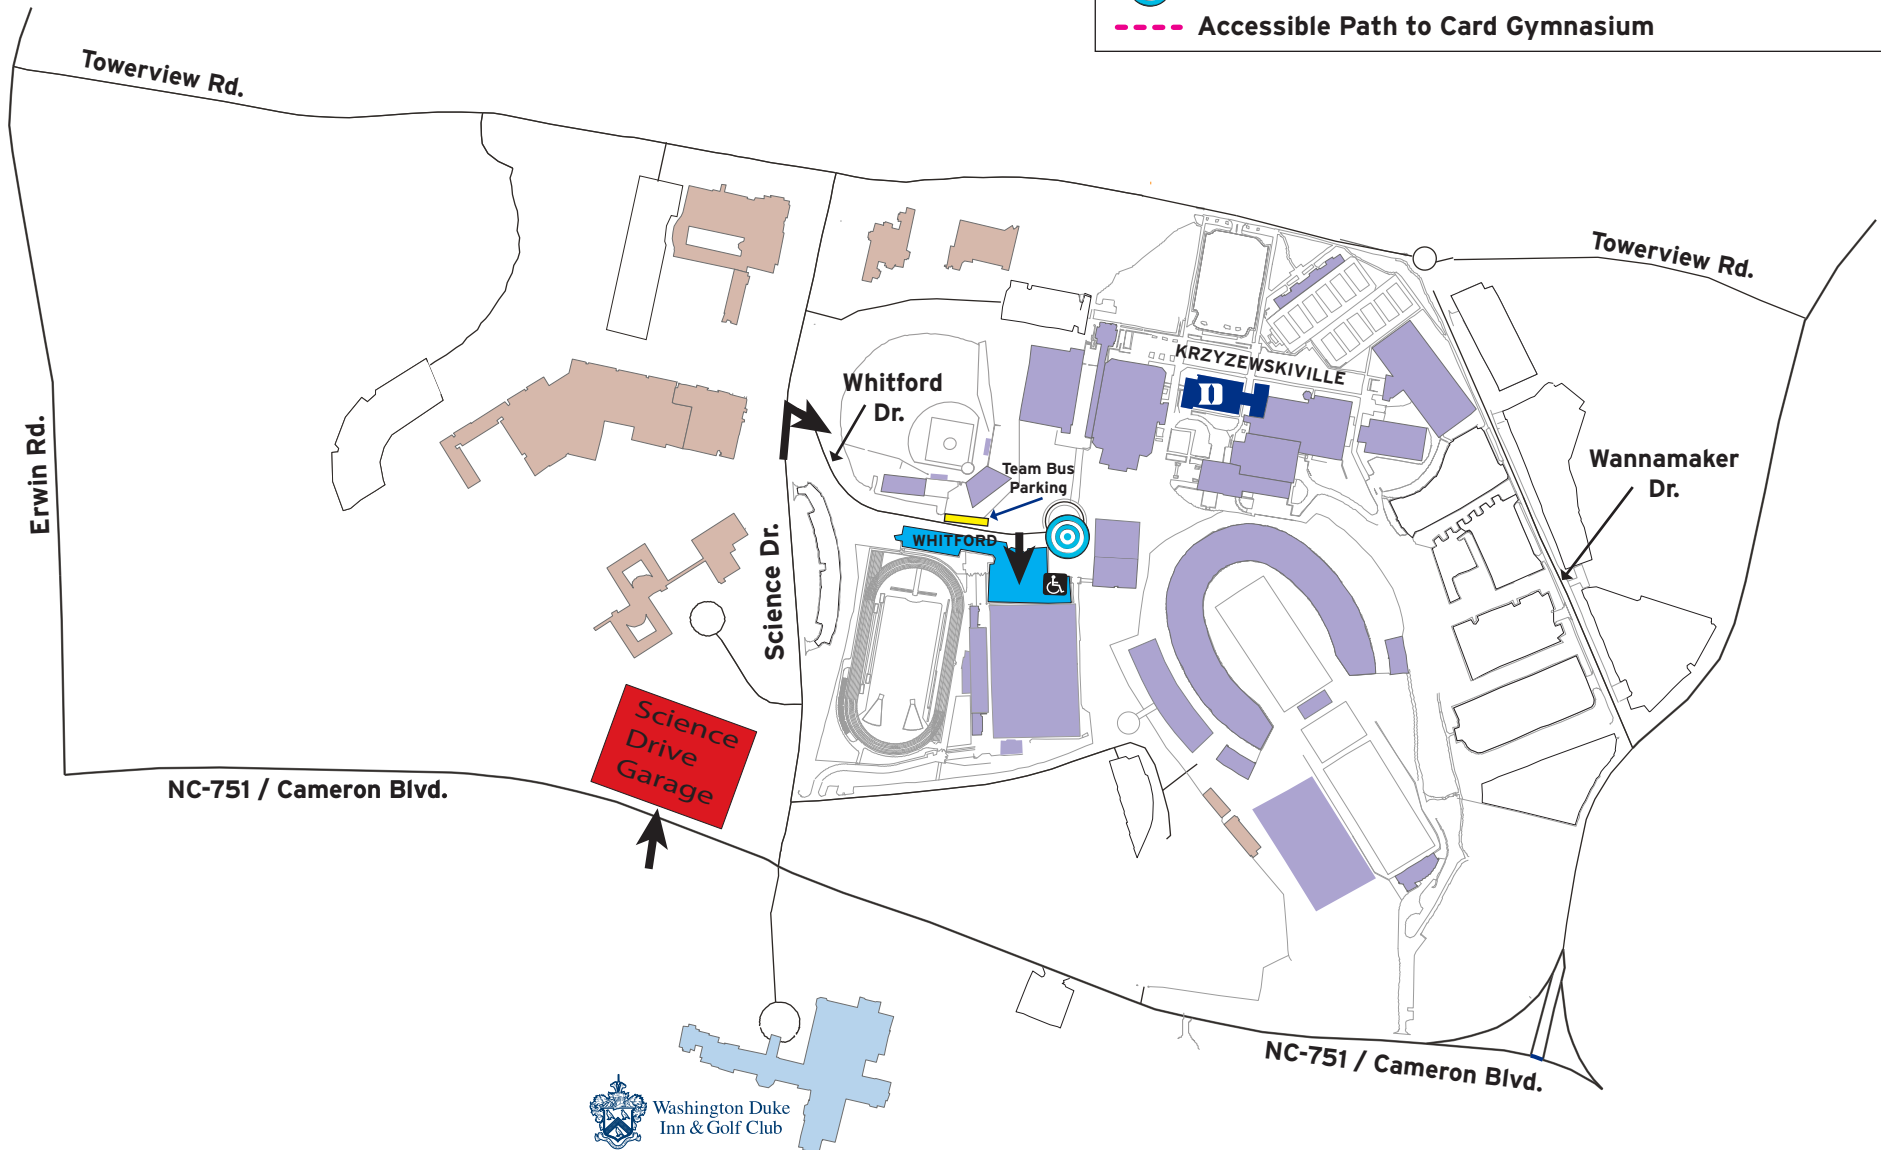 Accessible Path to Card Gymnasium
Towerview Rd.
Towerview Rd.
KRZYZEWSKIVILLE
D
Whitford
Dr.
Team Bus
Parking
WHITFORD
Wannamaker
Dr.
Erwin Rd.
Science Dr.
Science
Drive
Garage
NC-751 / Cameron Blvd.
NC-751 / Cameron Blvd.
Washington Duke
Inn & Golf Club